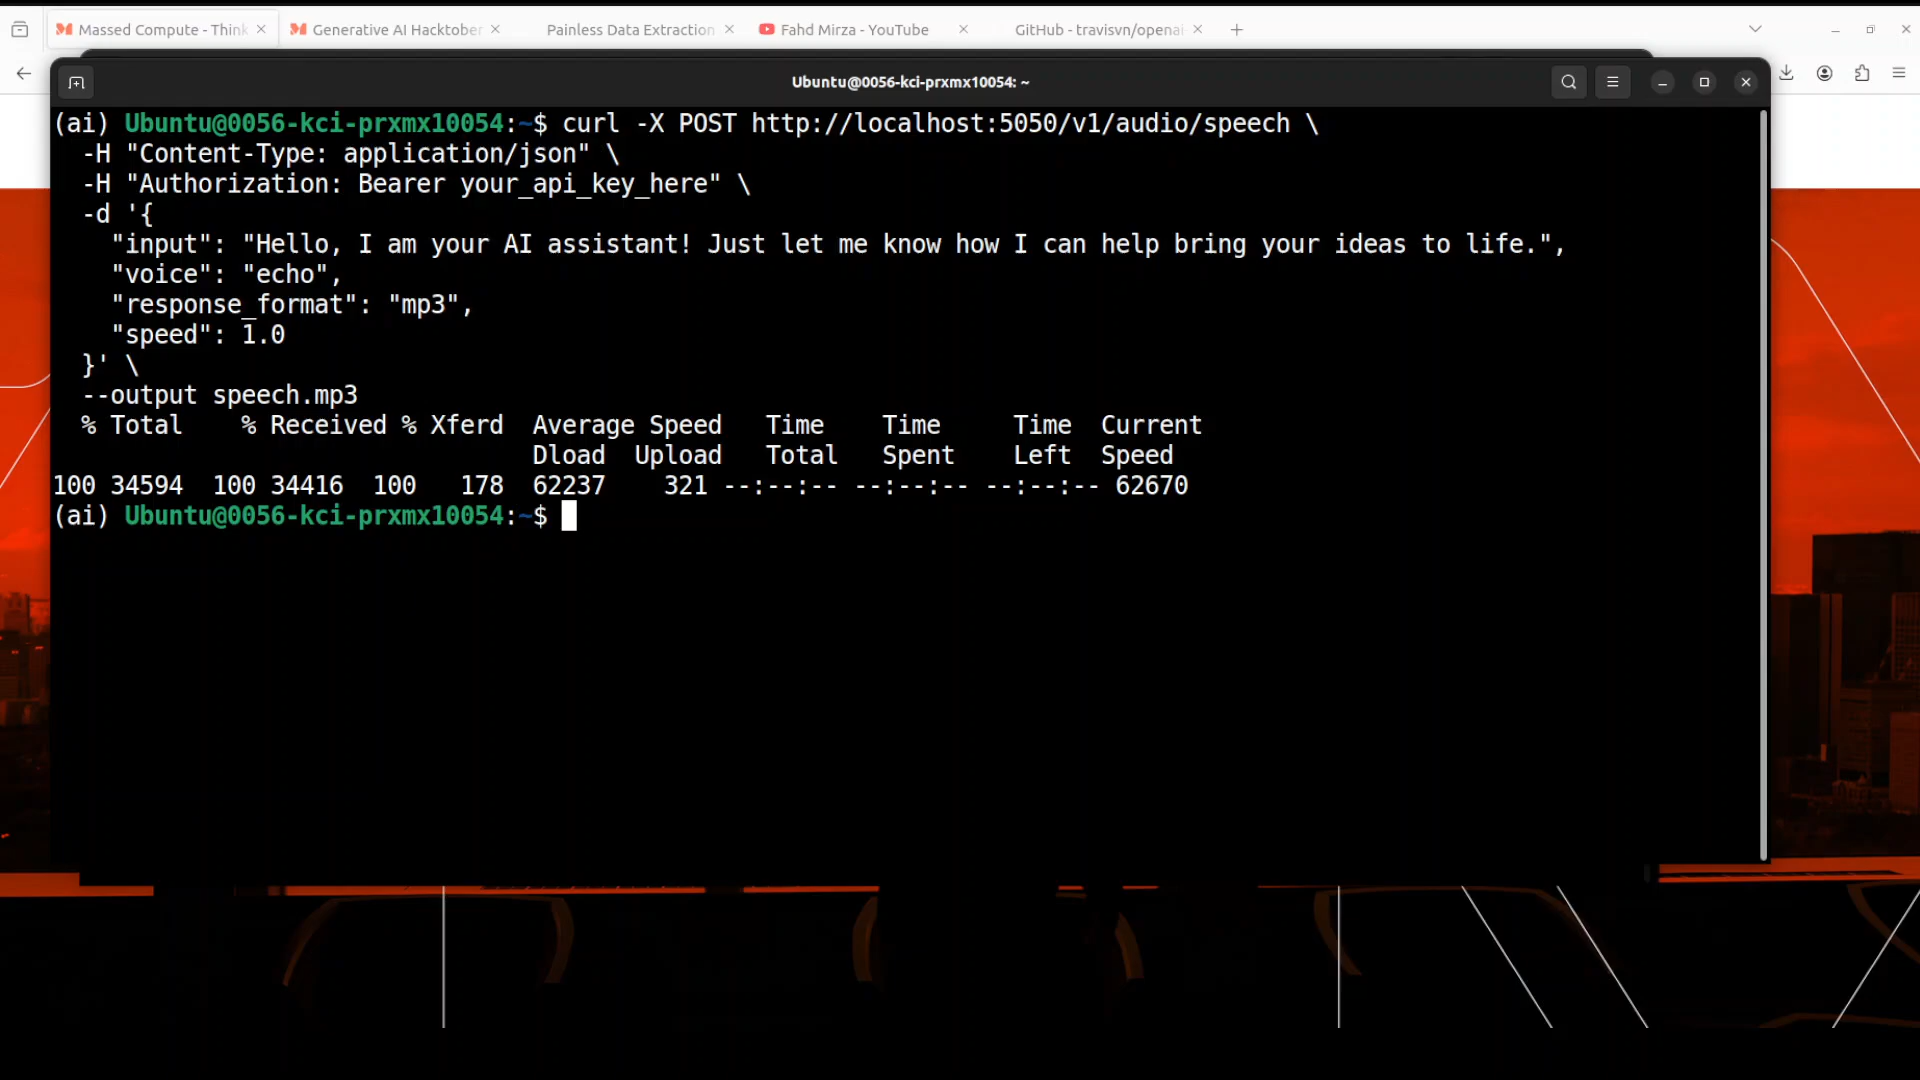 Massed Compute - Think
Generative AI Hacktober
Painless Data Extraction
Fahd Mirza - YouTube
GitHub - travisvn/openai
Ubuntu@0056-kci-prxmx10054: ~
(ai) Ubuntu@0056-kci-prxmx10054:~$ curl -X POST http://localhost:5050/v1/audio/speech \
  -H "Content-Type: application/json" \
  -H "Authorization: Bearer your_api_key_here" \
  -d '{
    "input": "Hello, I am your AI assistant! Just let me know how I can help bring your ideas to life.",
    "voice": "echo",
    "response_format": "mp3",
    "speed": 1.0
  }' \
  --output speech.mp3
  % Total    % Received % Xferd  Average Speed   Time    Time     Time  Current
                                 Dload  Upload   Total   Spent    Left  Speed
100 34594  100 34416  100   178  62237    321 --:--:-- --:--:-- --:--:-- 62670
(ai) Ubuntu@0056-kci-prxmx10054:~$